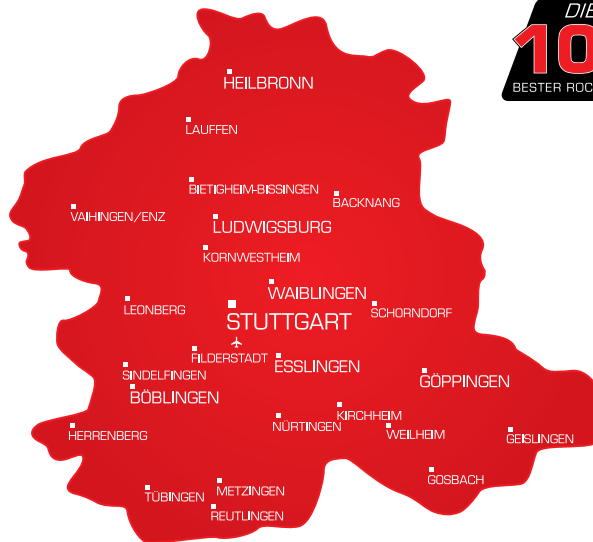 DIE
10
BESTER ROC
HEILBRONN
LAUFFEN
BIETIGHEIM-BISSINGEN
BACKNANG
VAIHINGEN/ENZ
LUDWIGSBURG
KORNWESTHEIM
WAIBLINGEN
LEONBERG
SCHORNDORF
STUTTGART
FILDERSTADT
ESSLINGEN
SINDELFINGEN
GÖPPINGEN
BÖBLINGEN
KIRCHHEIM
NÜRTINGEN
HERRENBERG
WEILHEIM
GEISLINGEN
GOSBACH
TÜBINGEN
METZINGEN
REUTLINGEN